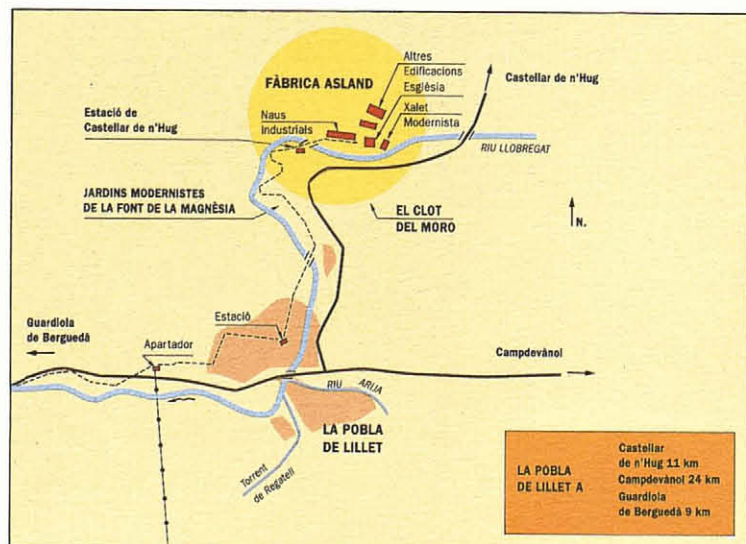 Altres
Edificacions
Església
Xalet
Modernista
FÀBRICA ASLAND
Castellar de n'Hug
Estació de
Castellar de n'Hug
Naus
Industrials
RIU LLOBREGAT
JARDINS MODERNISTES
DE LA FONT DE LA MAGNÈSIA
EL CLOT
DEL MORO
N.
Guardiola
de Berguedà
Apartador
Estació
Campdevànol
RIU ARIJA
LA POBLA
DE LILLET
Torrent
de Regatell
LA POBLA
DE LILLET A
Castellar
de n'Hug 11 km
Campdevànol 24 km
Guardiola
de Berguedà 9 km